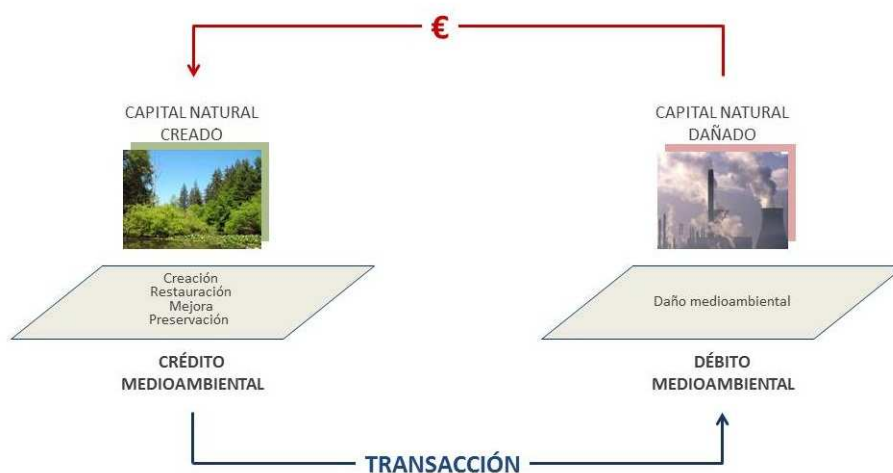 €
CAPITAL NATURAL
CREADO
Creación
Restauración
Mejora
Preservación
CRÉDITO
MEDIOAMBIENTAL
CAPITAL NATURAL
DAÑADO
Daño medioambiental
DÉBITO
MEDIOAMBIENTAL
TRANSACCIÓN